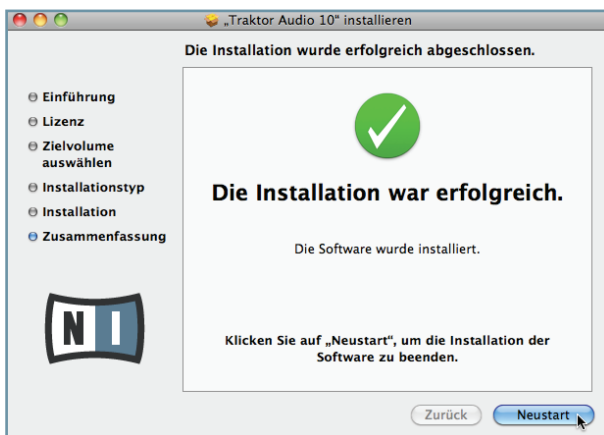 „Traktor Audio 10“ installieren
Die Installation wurde erfolgreich abgeschlossen.
Einführung
Lizenz
Zielvolume
auswählen
Installationstyp
Installation
Zusammenfassung
NI
Die Installation war erfolgreich.
Die Software wurde installiert.
Klicken Sie auf „Neustart“, um die Installation der
Software zu beenden.
Zurück
Neustart